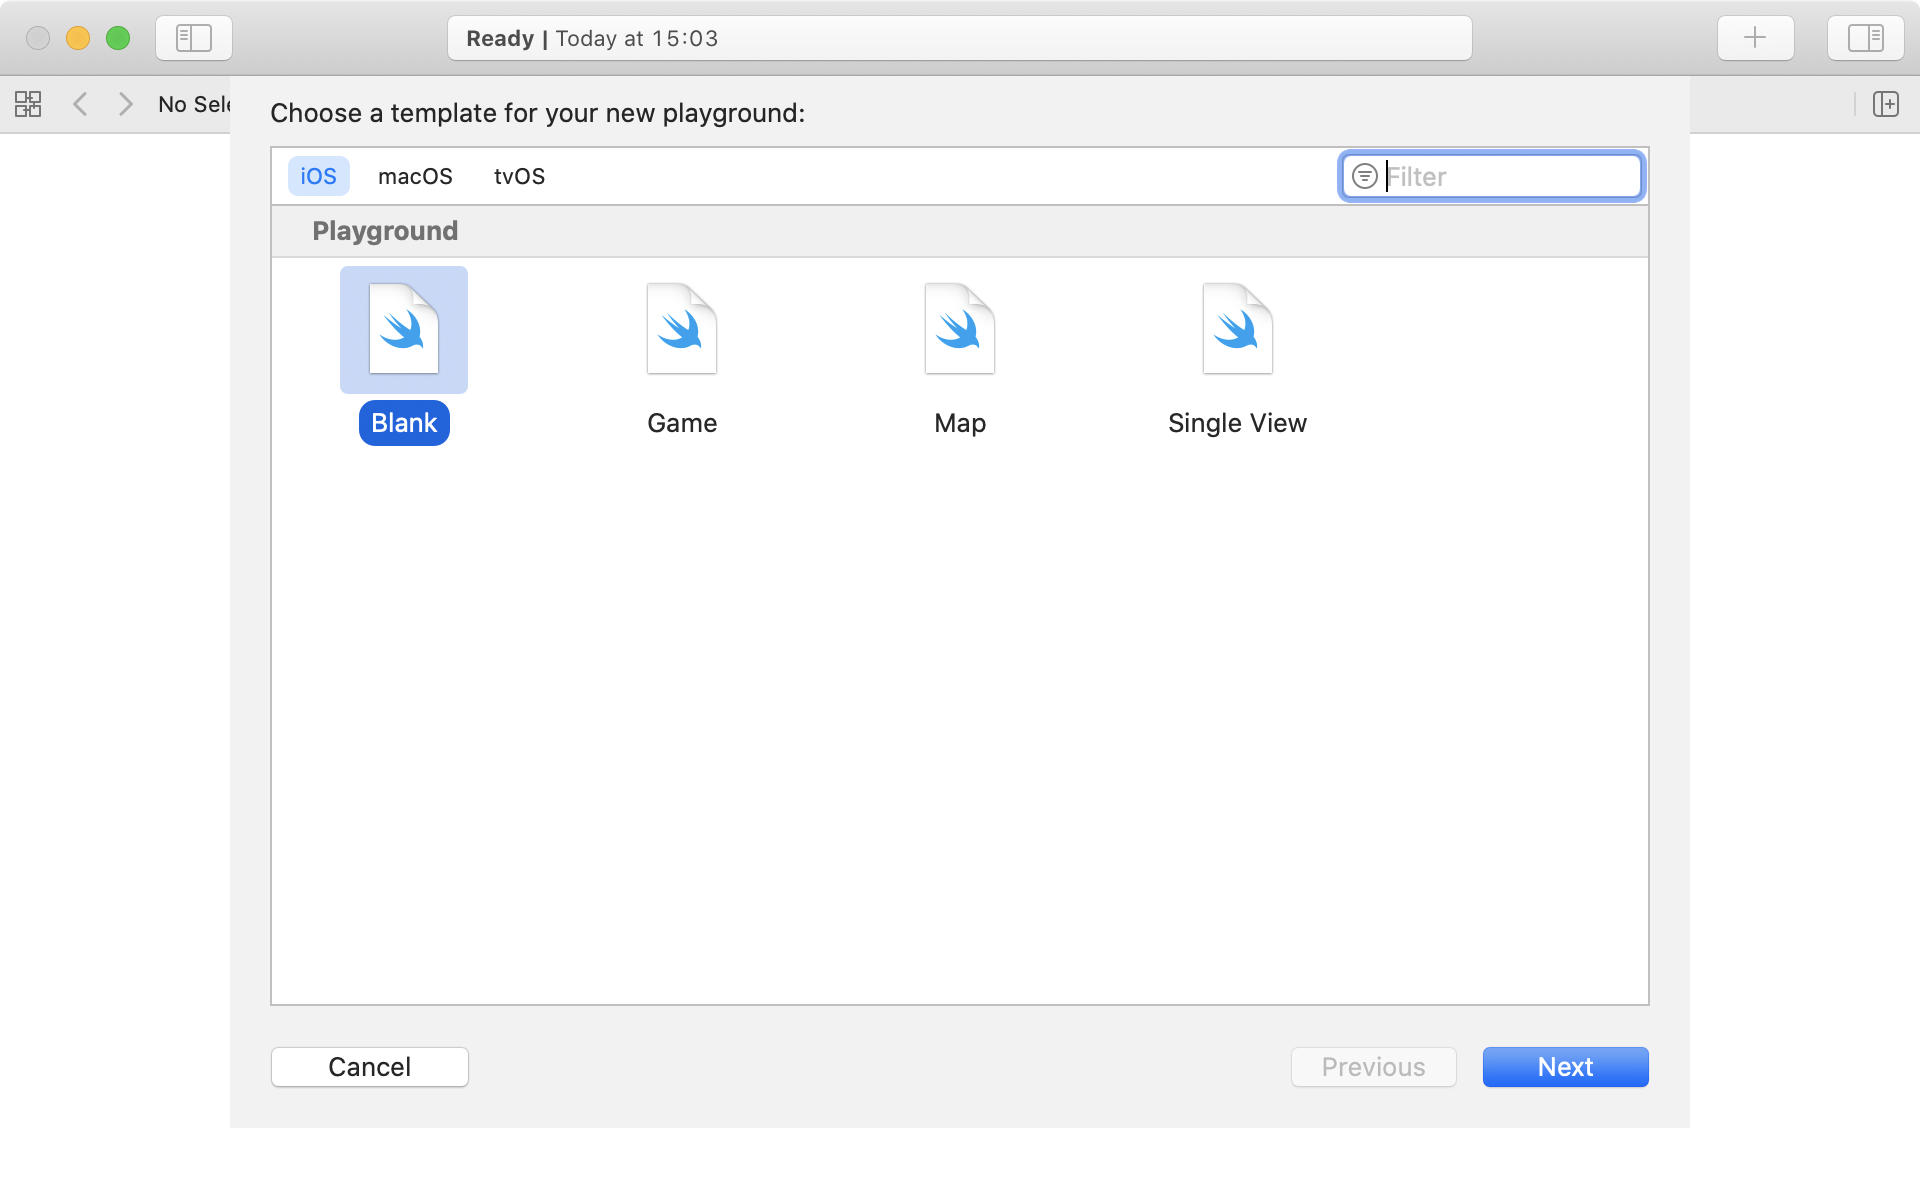 Ready | Today at 15:03
No Sele
Choose a template for your new playground:
iOS macOS tvOS Filter
Playground
Blank Game Map Single View
Cancel Previous Next